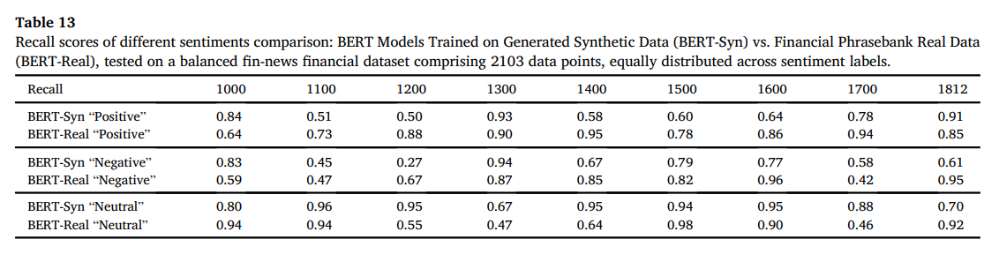 Table 13
Recall scores of different sentiments comparison: BERT Models Trained on Generated Synthetic Data (BERT-Syn) vs. Financial Phrasebank Real Data
(BERT-Real), tested on a balanced fin-news financial dataset comprising 2103 data points, equally distributed across sentiment labels.
Recall 1000 1100 1200 1300 1400 1500 1600 1700 1812
BERT-Syn “Positive” 0.84 0.51 0.50 0.93 0.58 0.60 0.64 0.78 0.91
BERT-Real “Positive” 0.64 0.73 0.88 0.90 0.95 0.78 0.86 0.94 0.85
BERT-Syn “Negative” 0.83 0.45 0.27 0.94 0.67 0.79 0.77 0.58 0.61
BERT-Real “Negative” 0.59 0.47 0.67 0.87 0.85 0.82 0.96 0.42 0.95
BERT-Syn “Neutral” 0.80 0.96 0.95 0.67 0.95 0.94 0.95 0.88 0.70
BERT-Real “Neutral” 0.94 0.94 0.55 0.47 0.64 0.98 0.90 0.46 0.92